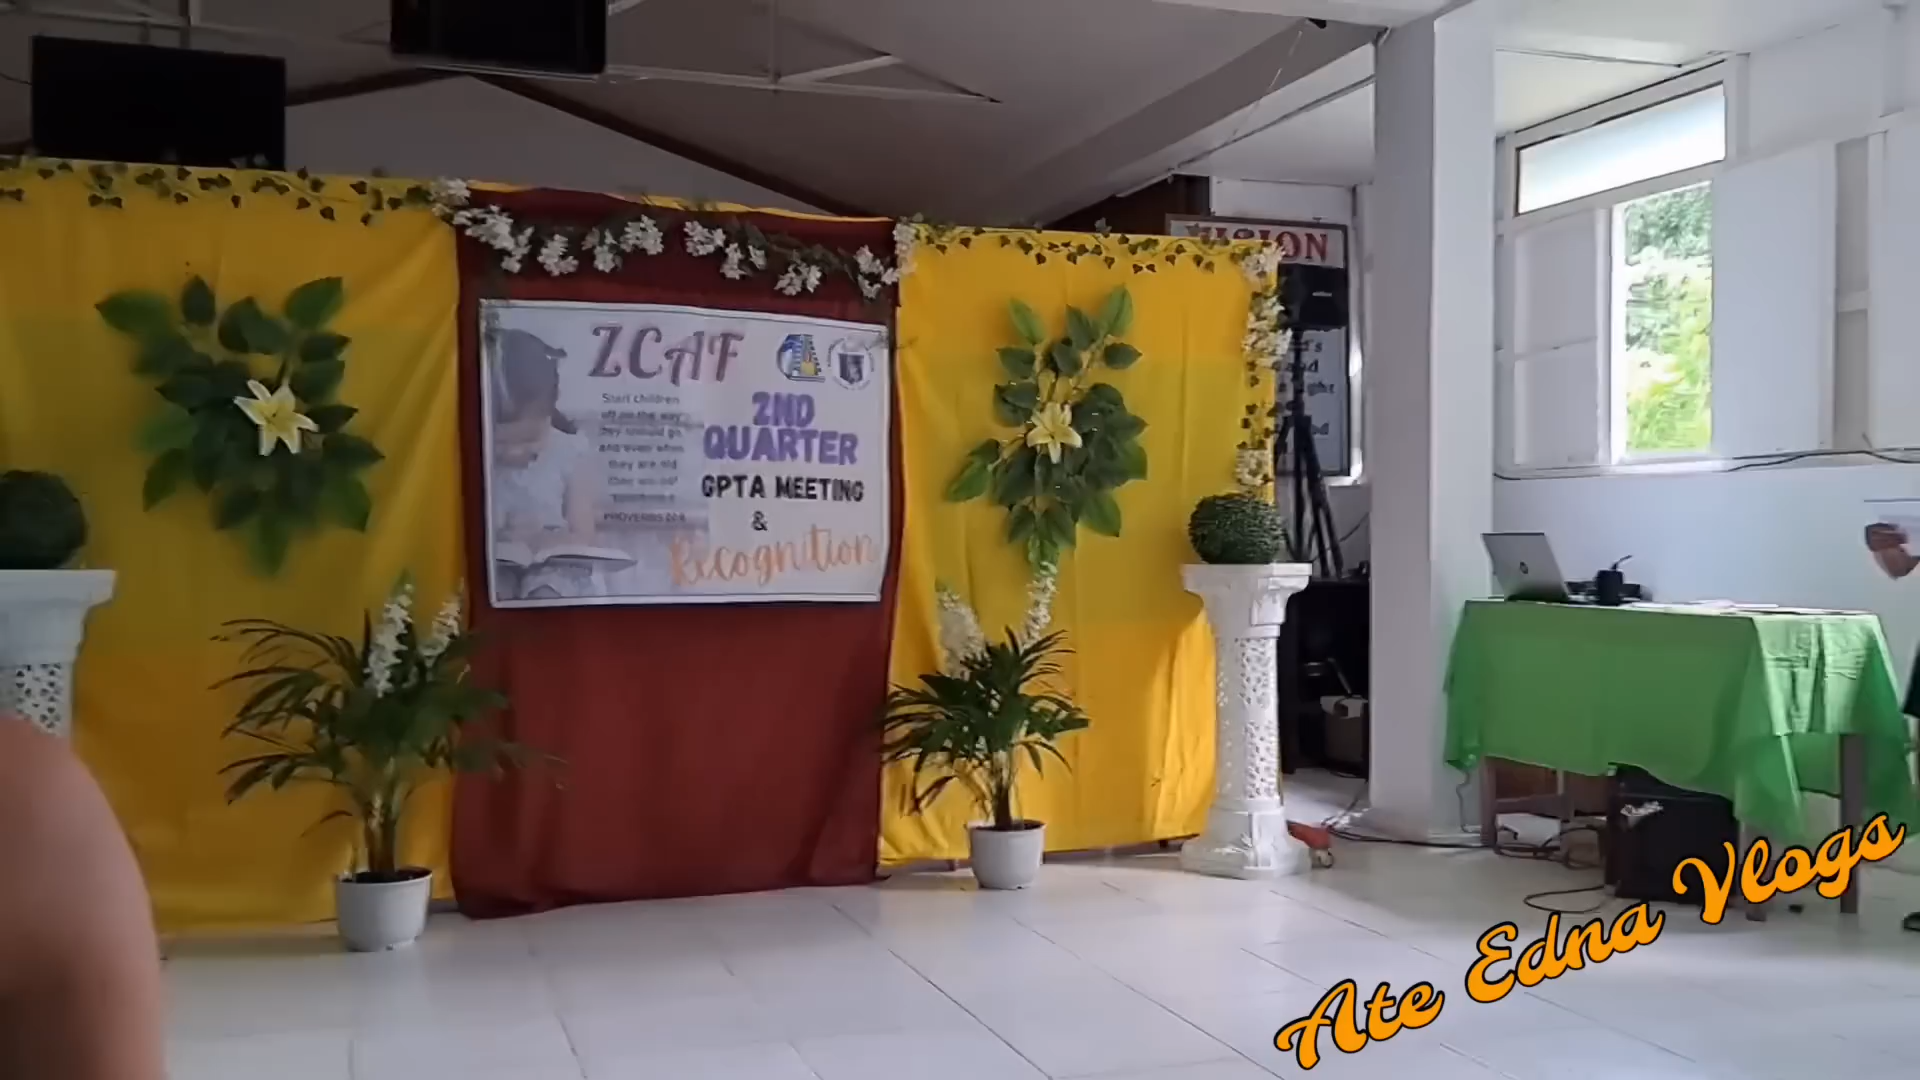 ZCAF
Start children
off on the way
they should go,
and even when
they are old
they
PROVERBS 22:6
2ND
QUARTER
GPTA MEETING
&
Recognition
VISION
Ate Edna Vlogs